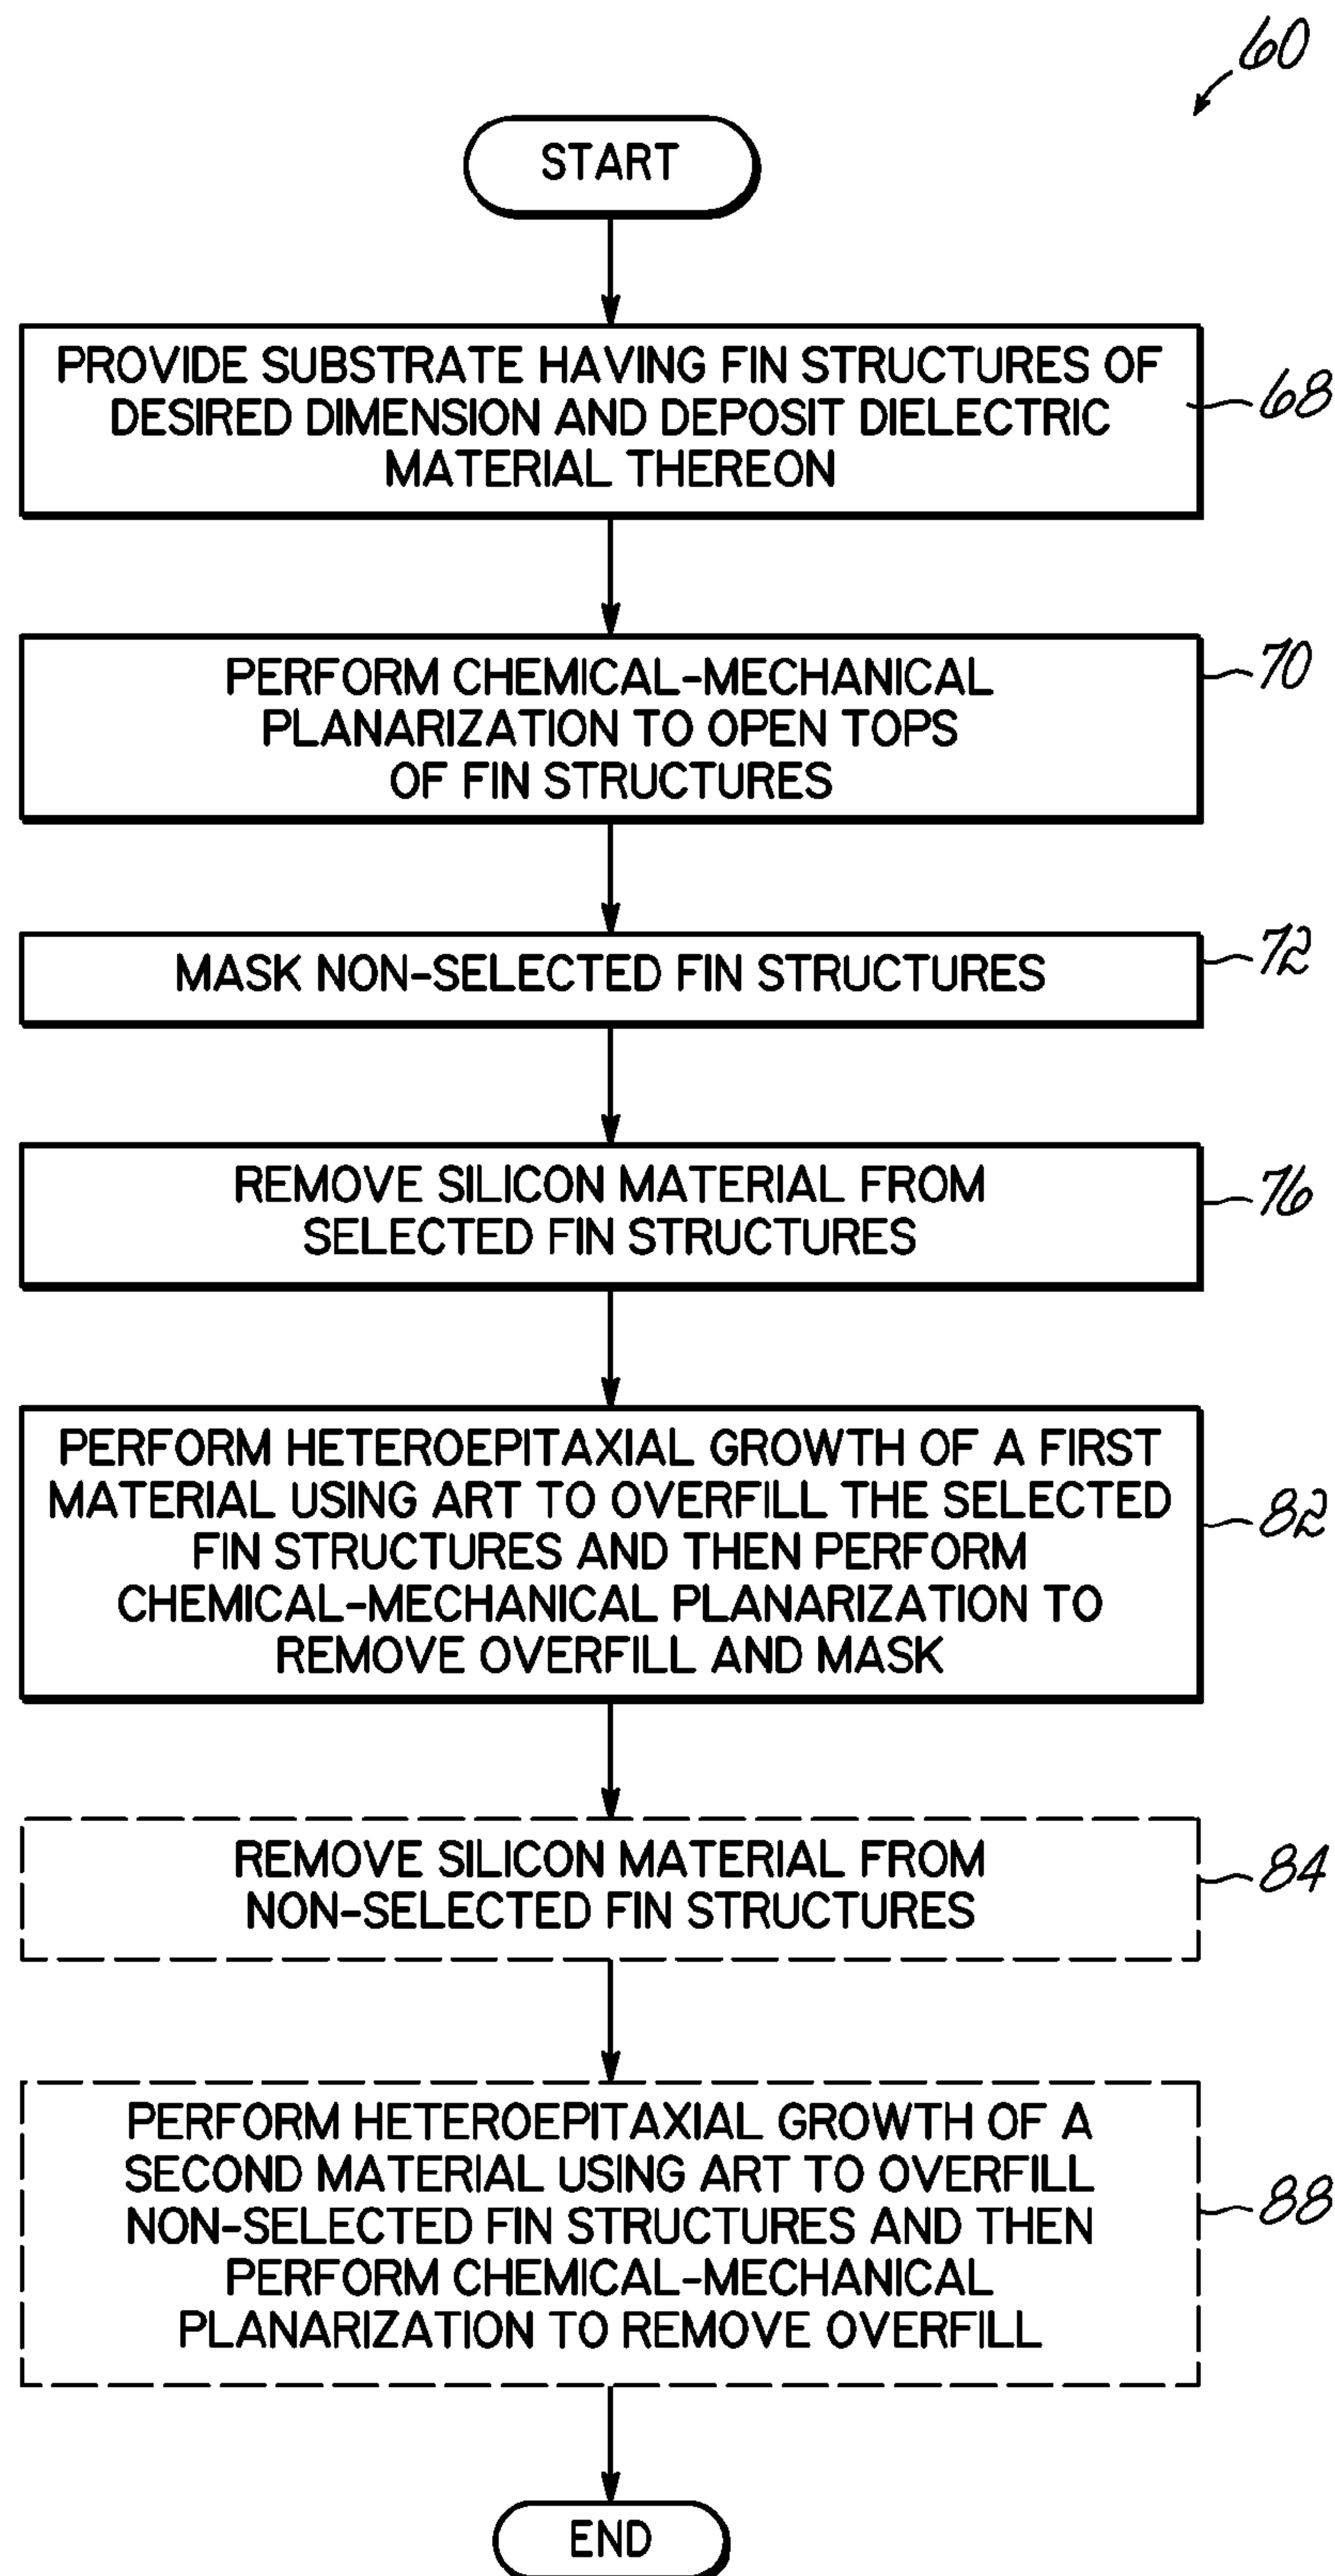 60
START
PROVIDE SUBSTRATE HAVING FIN STRUCTURES OF
DESIRED DIMENSION AND DEPOSIT DIELECTRIC
MATERIAL THEREON
68
PERFORM CHEMICAL-MECHANICAL
PLANARIZATION TO OPEN TOPS
OF FIN STRUCTURES
70
MASK NON-SELECTED FIN STRUCTURES
72
REMOVE SILICON MATERIAL FROM
SELECTED FIN STRUCTURES
76
PERFORM HETEROEPITAXIAL GROWTH OF A FIRST
MATERIAL USING ART TO OVERFILL THE SELECTED
FIN STRUCTURES AND THEN PERFORM
CHEMICAL-MECHANICAL PLANARIZATION TO
REMOVE OVERFILL AND MASK
82
REMOVE SILICON MATERIAL FROM
NON-SELECTED FIN STRUCTURES
84
PERFORM HETEROEPITAXIAL GROWTH OF A
SECOND MATERIAL USING ART TO OVERFILL
NON-SELECTED FIN STRUCTURES AND THEN
PERFORM CHEMICAL-MECHANICAL
PLANARIZATION TO REMOVE OVERFILL
88
END